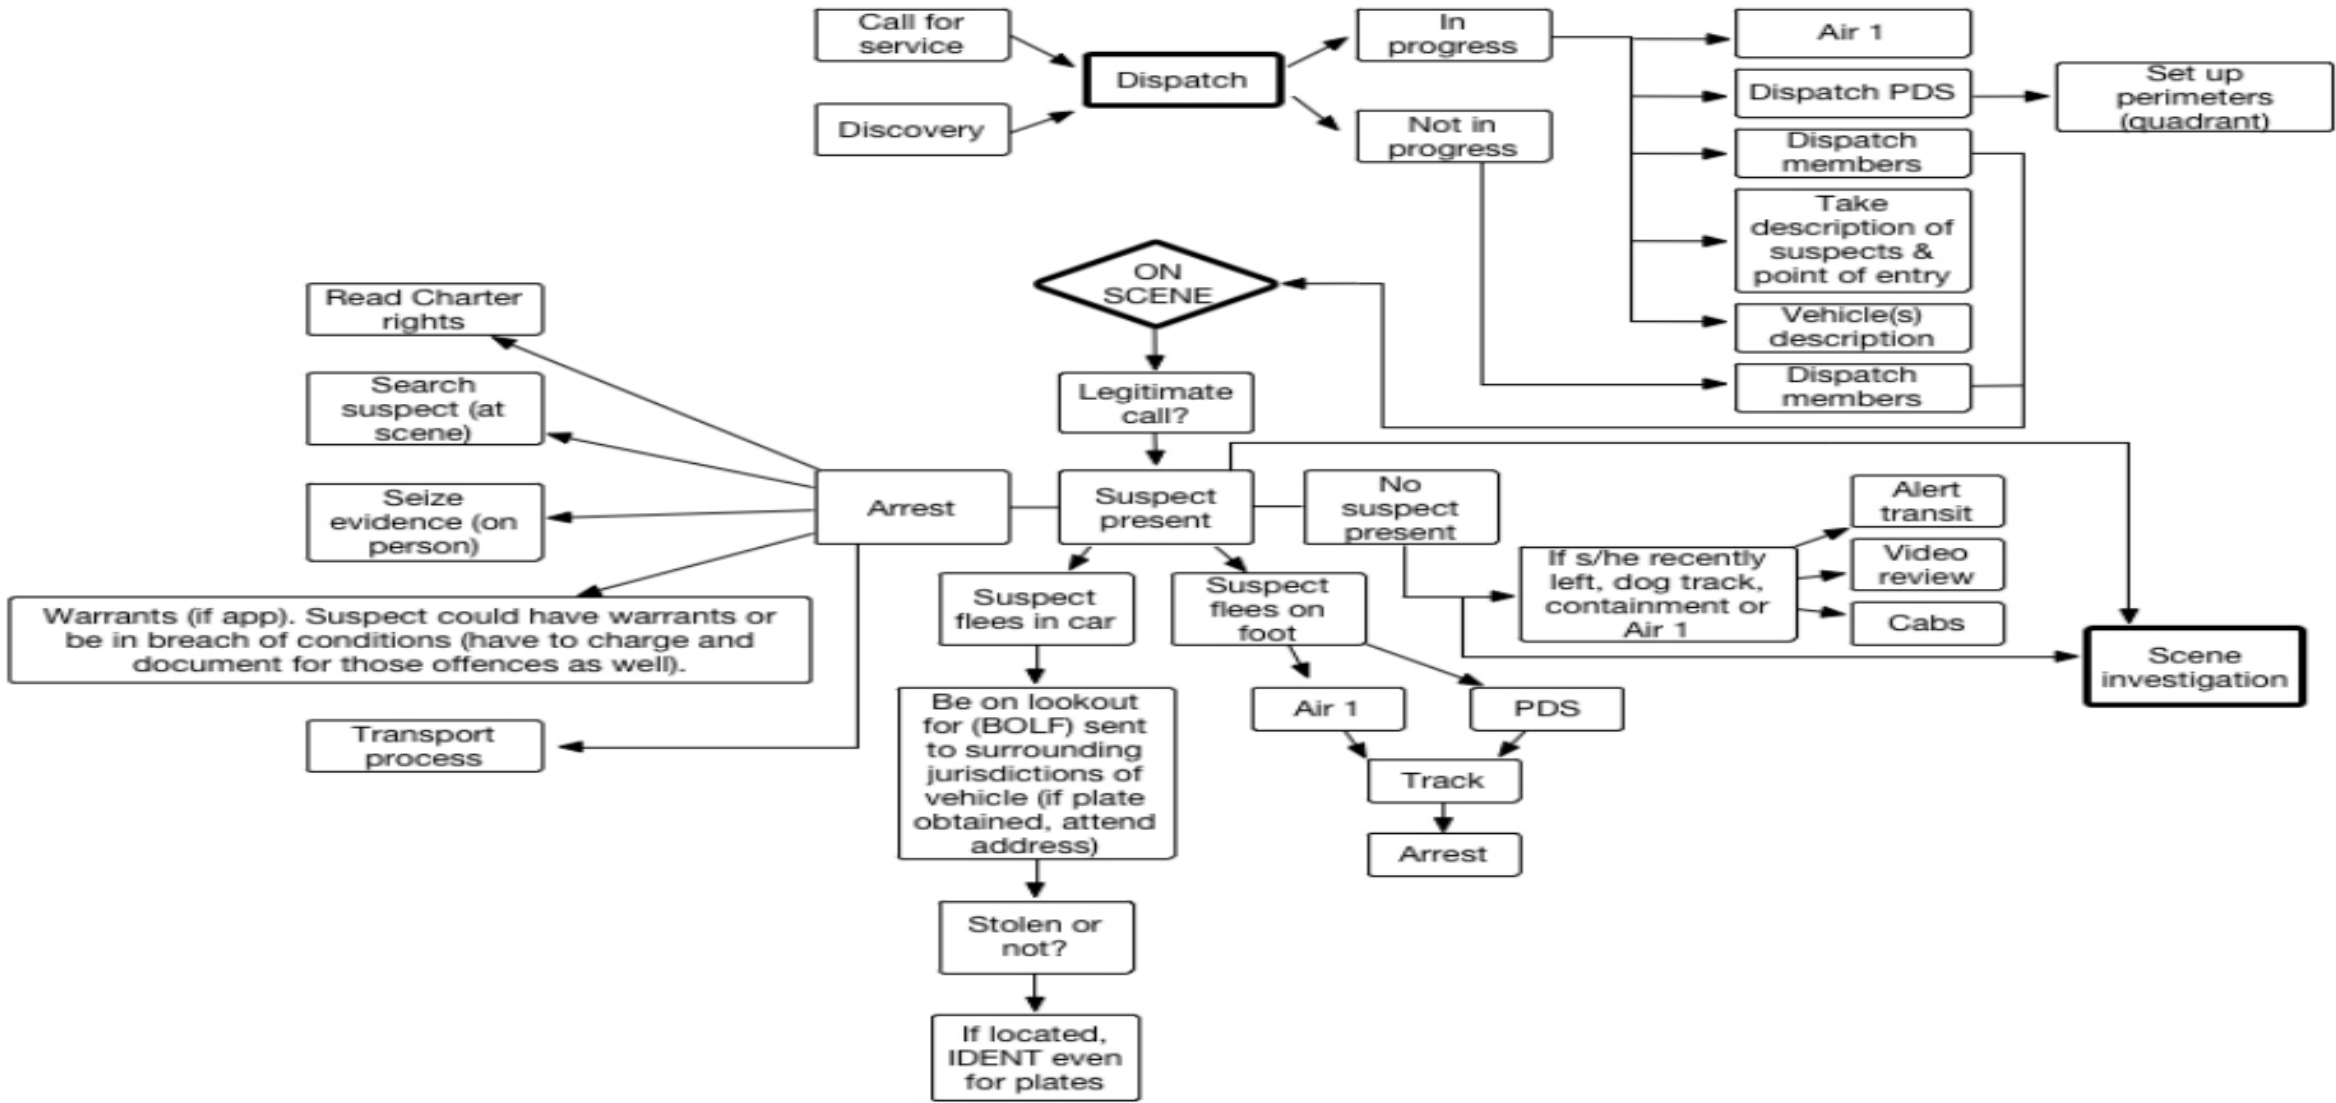 Call for
service
Discovery
Dispatch
In
progress
Not in
progress
Air 1
Dispatch PDS
Set up
perimeters
(quadrant)
Dispatch
members
Take
description of
suspects &
point of entry
Vehicle(s)
description
Dispatch
members
ON
SCENE
Legitimate
call?
Suspect
present
Arrest
Read Charter
rights
Search
suspect (at
scene)
Seize
evidence (on
person)
Warrants (if app). Suspect could have warrants or
be in breach of conditions (have to charge and
document for those offences as well).
Transport
process
No
suspect
present
If s/he recently
left, dog track,
containment or
Air 1
Alert
transit
Video
review
Cabs
Scene
investigation
Suspect
flees in car
Be on lookout
for (BOLF) sent
to surrounding
jurisdictions of
vehicle (if plate
obtained, attend
address)
Stolen or
not?
If located,
IDENT even
for plates
Suspect
flees on
foot
Air 1
PDS
Track
Arrest